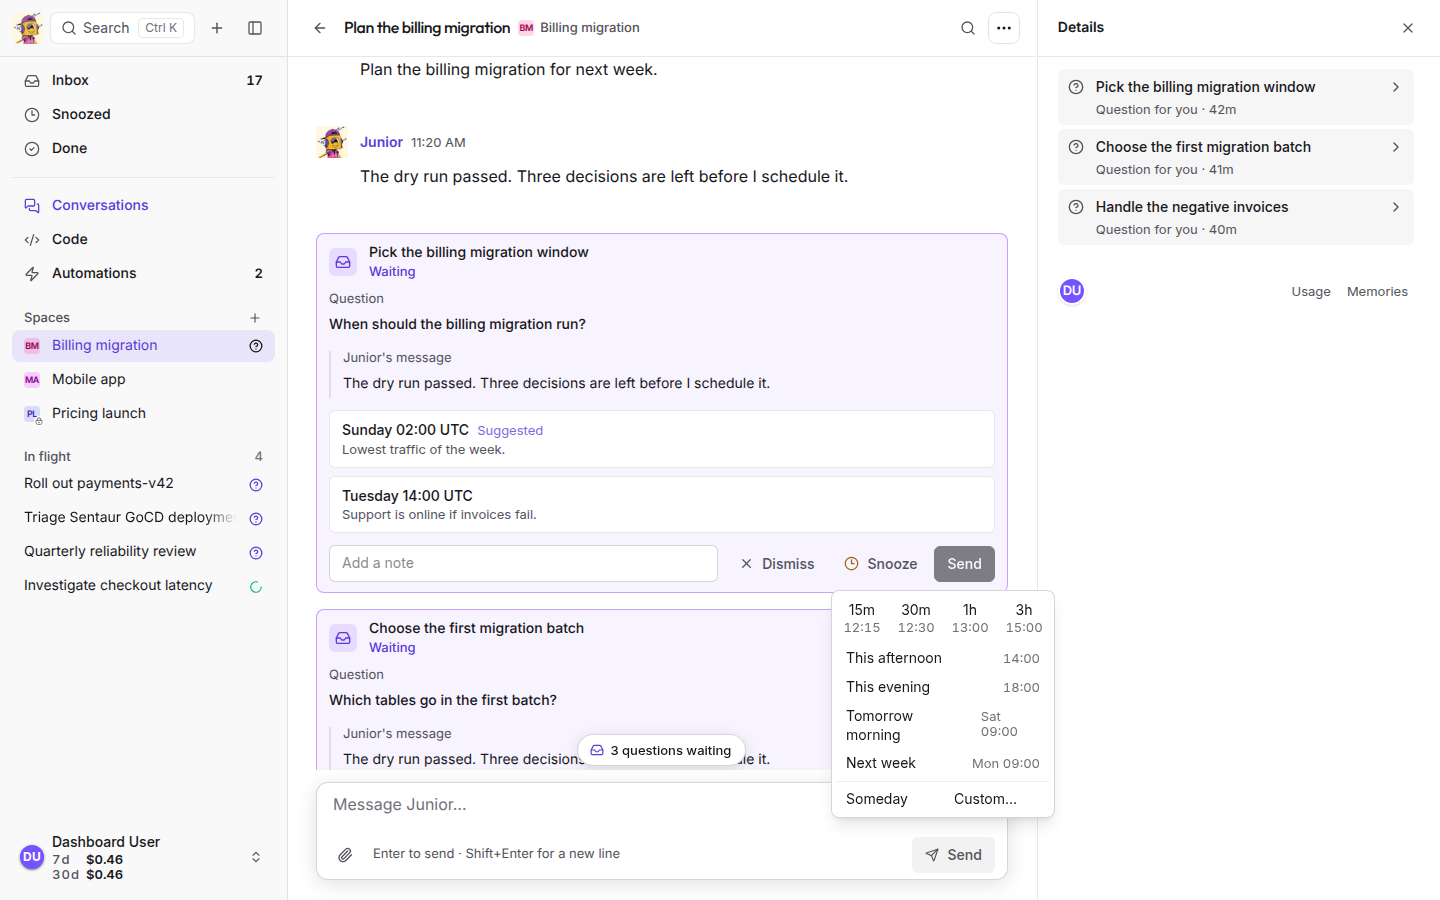 Search Ctrl K
Inbox 17
Snoozed
Done
Conversations
Code
Automations 2
Spaces
BM Billing migration
MA Mobile app
PL Pricing launch
In flight 4
Roll out payments-v42
Triage Sentaur GoCD deployme
Quarterly reliability review
Investigate checkout latency
DU Dashboard User
7d $0.46
30d $0.46
Plan the billing migration BM Billing migration
Plan the billing migration for next week.
Junior 11:20 AM
The dry run passed. Three decisions are left before I schedule it.
Pick the billing migration window
Waiting
Question
When should the billing migration run?
Junior's message
The dry run passed. Three decisions are left before I schedule it.
Sunday 02:00 UTC Suggested
Lowest traffic of the week.
Tuesday 14:00 UTC
Support is online if invoices fail.
Add a note Dismiss Snooze Send
Choose the first migration batch
Waiting
Question
Which tables go in the first batch?
Junior's message
The dry run passed. Three decisions le it.
3 questions waiting
15m 30m 1h 3h
12:15 12:30 13:00 15:00
This afternoon 14:00
This evening 18:00
Tomorrow morning Sat 09:00
Next week Mon 09:00
Someday Custom...
Message Junior...
Enter to send · Shift+Enter for a new line Send
Details
Pick the billing migration window
Question for you · 42m
Choose the first migration batch
Question for you · 41m
Handle the negative invoices
Question for you · 40m
DU Usage Memories